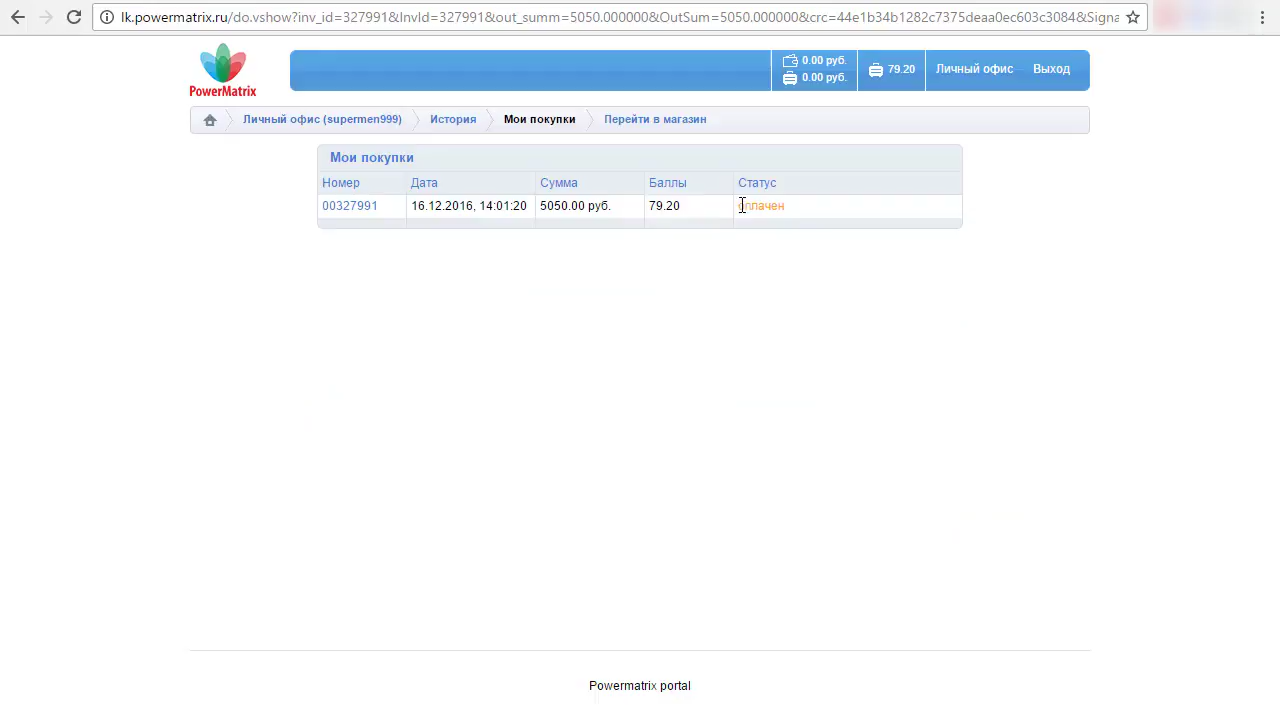 lk.powermatrix.ru/do.vshow?inv_id=327991&InvId=327991&out_summ=5050.000000&OutSum=5050.000000&crc=44e1b34b1282c7375deaa0ec603c3084&Signa
PowerMatrix
0.00 руб.
0.00 руб.
79.20
Личный офис
Выход
Личный офис (supermen999)
История
Мои покупки
Перейти в магазин
Мои покупки
Номер Дата Сумма Баллы Статус
00327991 16.12.2016, 14:01:20 5050.00 руб. 79.20 оплачен
Powermatrix portal